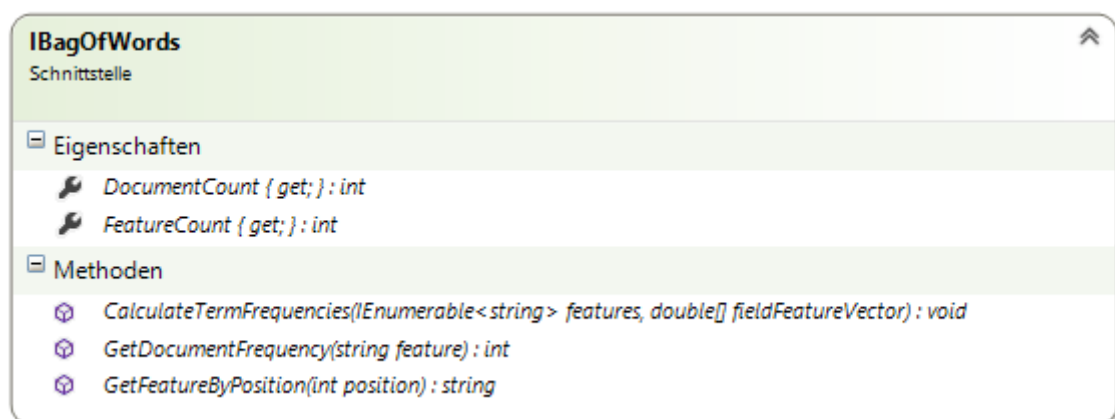 IBagOfWords
Schnittstelle
Eigenschaften
DocumentCount { get; } : int
FeatureCount { get; } : int
Methoden
CalculateTermFrequencies(IEnumerable<string> features, double[] fieldFeatureVector) : void
GetDocumentFrequency(string feature) : int
GetFeatureByPosition(int position) : string